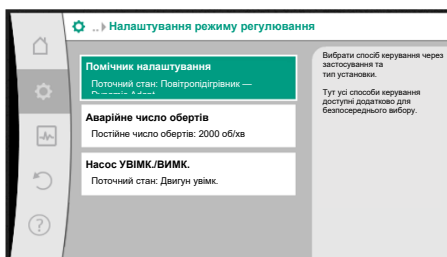 ..▸ Налаштування режиму регулювання
Помічник налаштування
Поточний стан: Повітропідігрівник —
Dynamic Adapt
Аварійне число обертів
Постійне число обертів: 2000 об/хв
Насос УВІМК./ВИМК.
Поточний стан: Двигун увімк.
Вибрати спосіб керування через
застосування та
тип установки.
Тут усі способи керування
доступні додатково для
безпосереднього вибору.